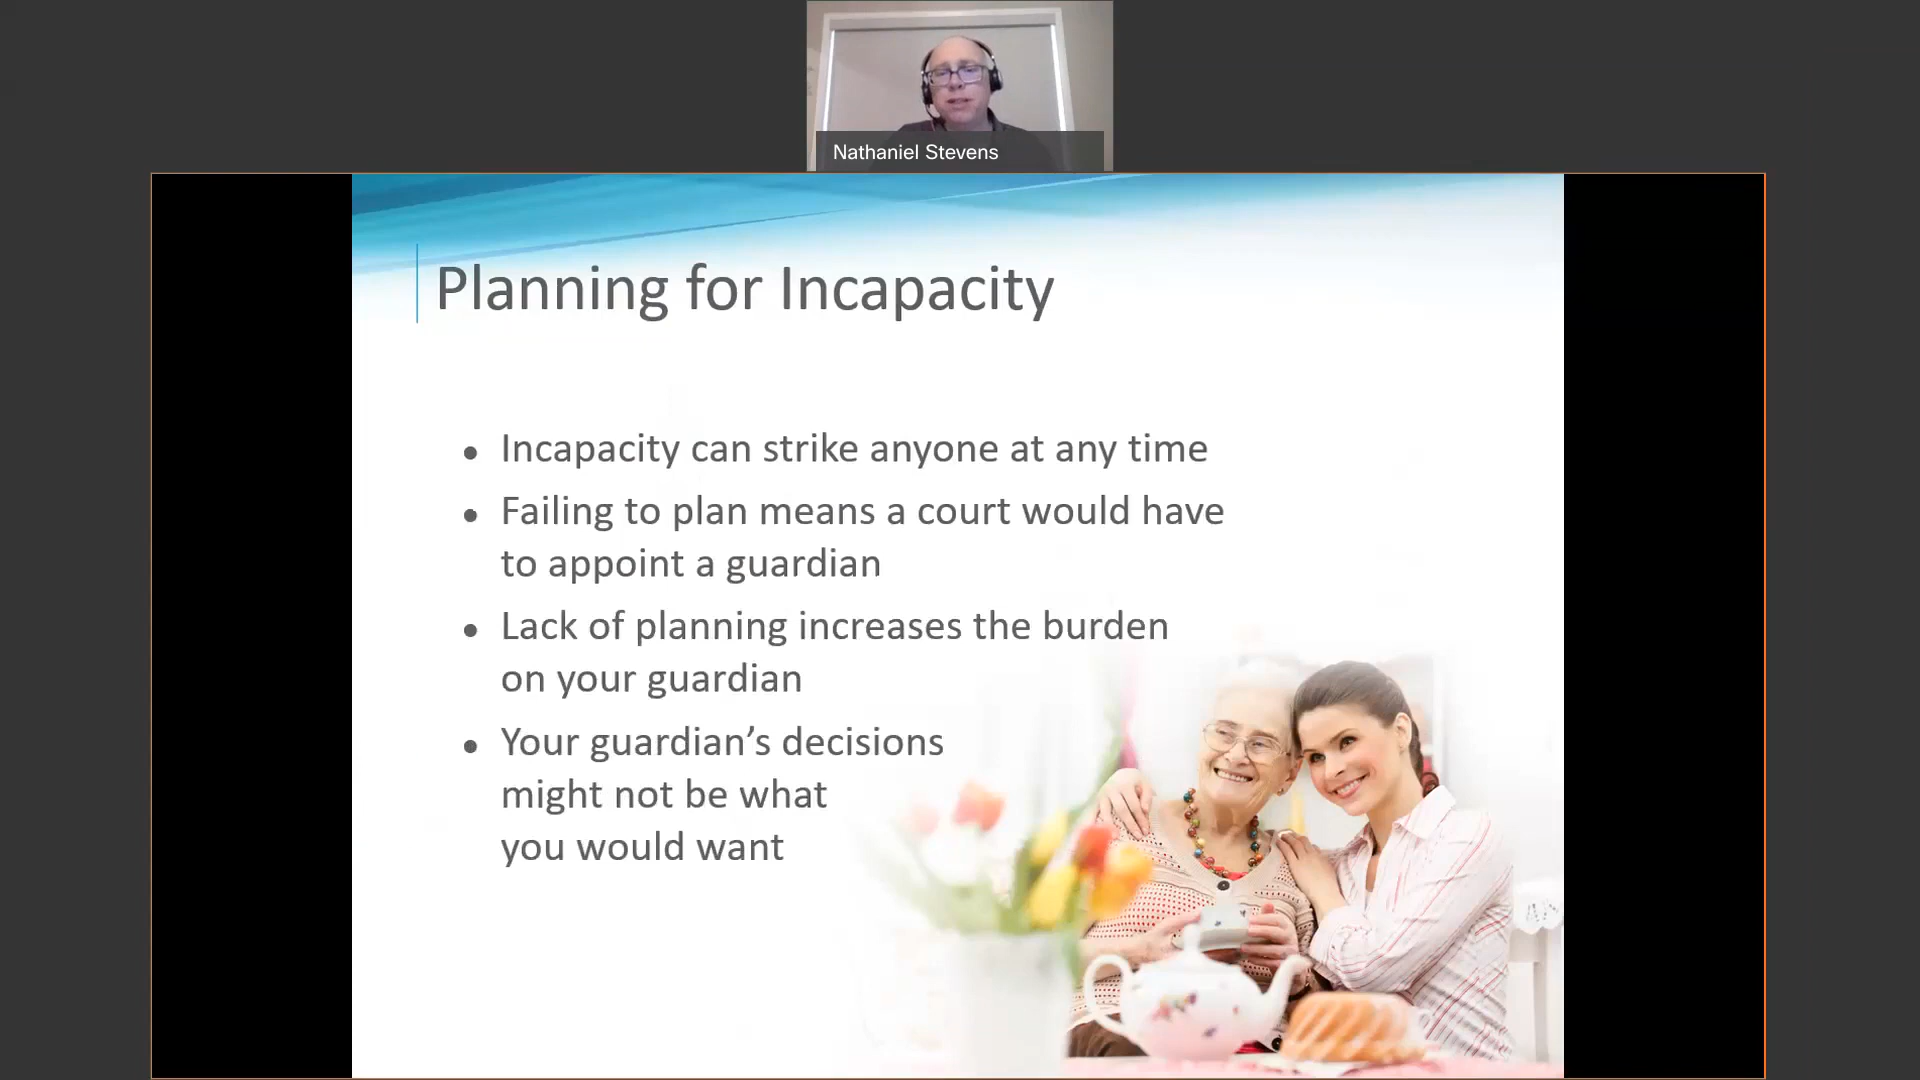 Nathaniel Stevens
Planning for Incapacity
• Incapacity can strike anyone at any time
• Failing to plan means a court would have
to appoint a guardian
• Lack of planning increases the burden
on your guardian
• Your guardian’s decisions
might not be what
you would want